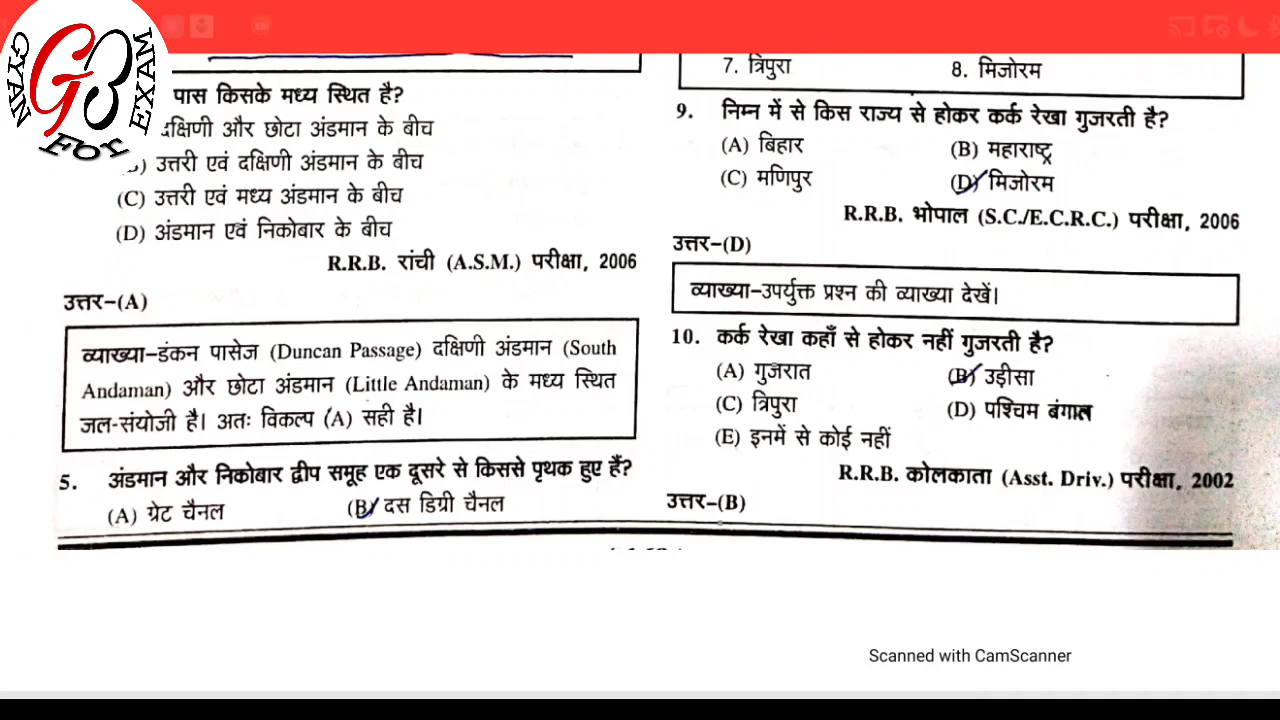 GYAN
G3
EXAM
FOR
पास किसके मध्य स्थित है?
दक्षिणी और छोटा अंडमान के बीच
उत्तरी एवं दक्षिणी अंडमान के बीच
(C) उत्तरी एवं मध्य अंडमान के बीच
(D) अंडमान एवं निकोबार के बीच
R.R.B. रांची (A.S.M.) परीक्षा, 2006
उत्तर–(A)
व्याख्या–डंकन पासेज (Duncan Passage) दक्षिणी अंडमान (South
Andaman) और छोटा अंडमान (Little Andaman) के मध्य स्थित
जल-संयोजी है। अतः विकल्प (A) सही है।
5. अंडमान और निकोबार द्वीप समूह एक दूसरे से किससे पृथक हुए हैं?
(A) ग्रेट चैनल (B) दस डिग्री चैनल
7. त्रिपुरा 8. मिजोरम
9. निम्न में से किस राज्य से होकर कर्क रेखा गुजरती है?
(A) बिहार (B) महाराष्ट्र
(C) मणिपुर (D) मिजोरम
R.R.B. भोपाल (S.C./E.C.R.C.) परीक्षा, 2006
उत्तर–(D)
व्याख्या–उपर्युक्त प्रश्न की व्याख्या देखें।
10. कर्क रेखा कहाँ से होकर नहीं गुजरती है?
(A) गुजरात (B) उड़ीसा
(C) त्रिपुरा (D) पश्चिम बंगाल
(E) इनमें से कोई नहीं
R.R.B. कोलकाता (Asst. Driv.) परीक्षा, 2002
उत्तर–(B)
Scanned with CamScanner